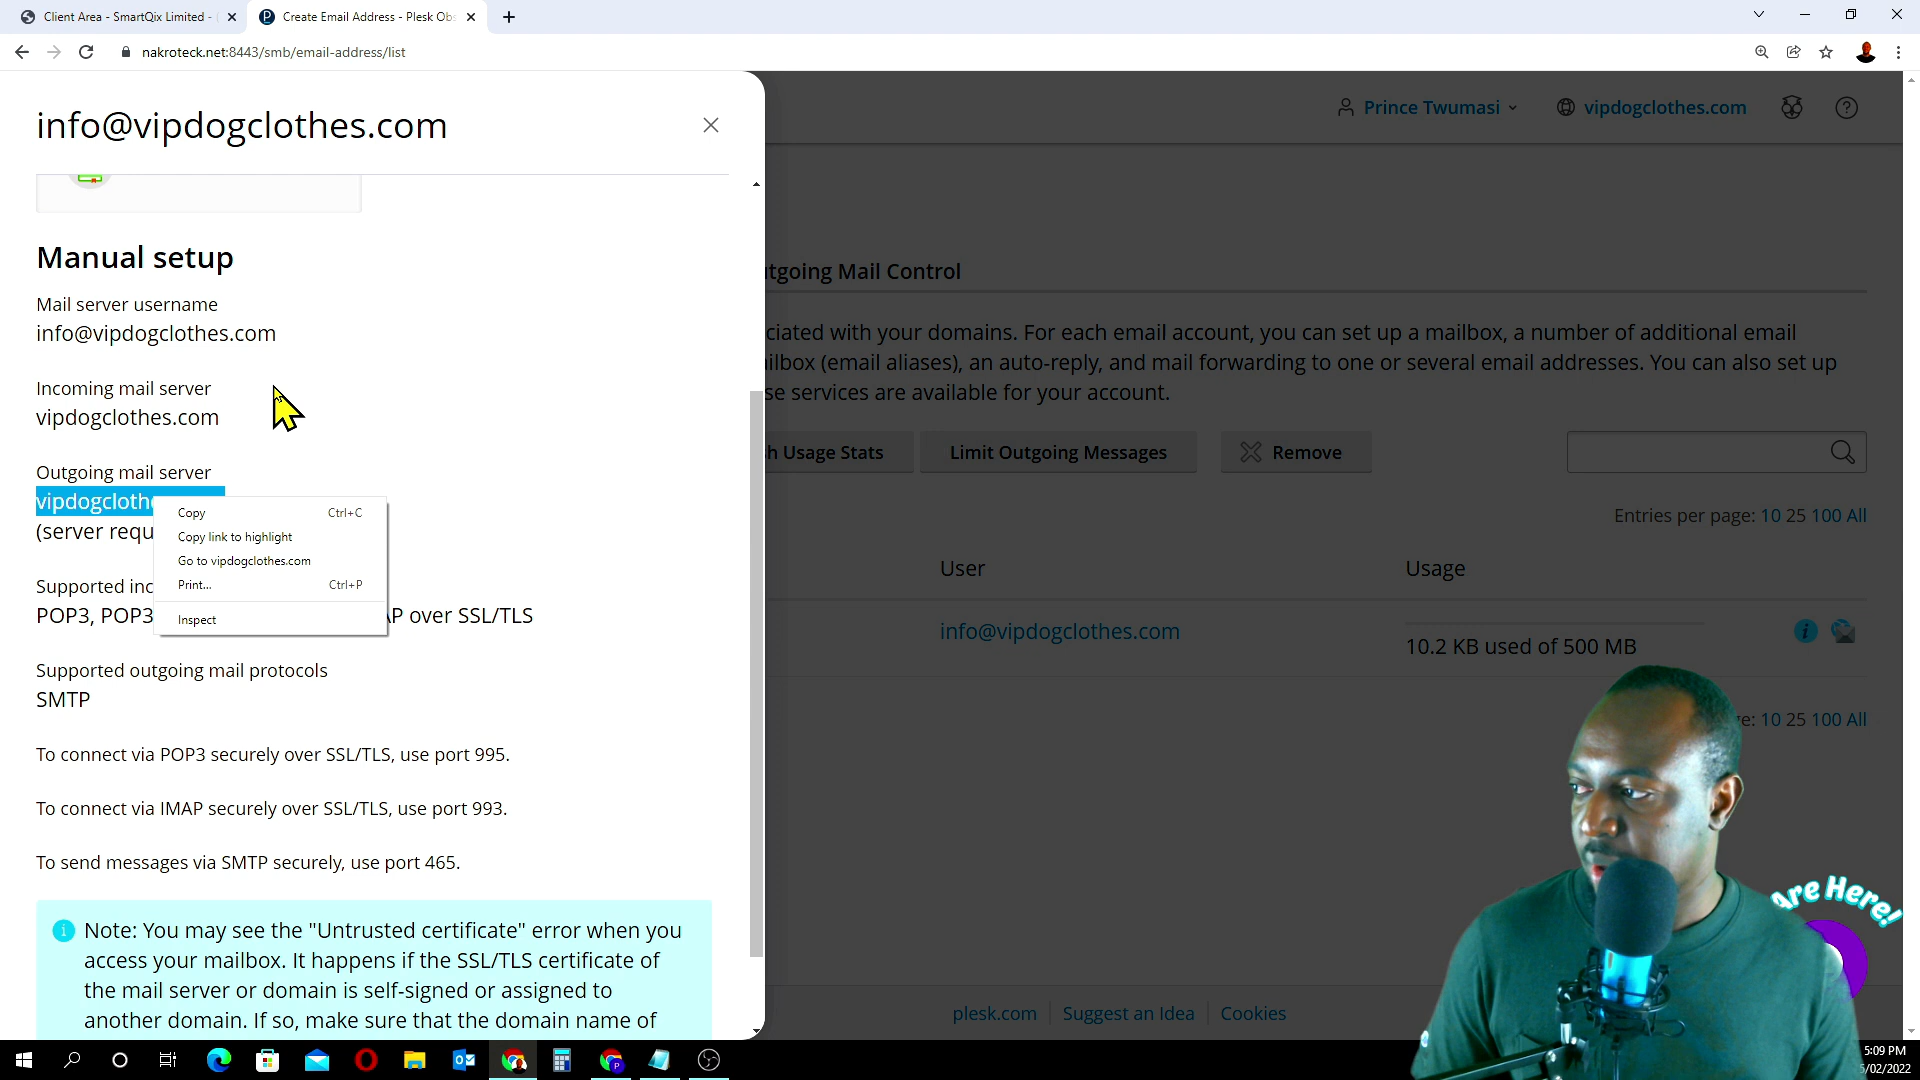 Client Area - SmartQix Limited -
Create Email Address - Plesk Obs
nakroteck.net:8443/smb/email-address/list
info@vipdogclothes.com
Prince Twumasi
vipdogclothes.com
Manual setup
Mail server username
info@vipdogclothes.com
Incoming mail server
vipdogclothes.com
Outgoing mail server
vipdogclothe
(server requ
Copy Ctrl+C
Copy link to highlight
Go to vipdogclothes.com
Print... Ctrl+P
Inspect
Supported inc
POP3, POP3 AP over SSL/TLS
Supported outgoing mail protocols
SMTP
To connect via POP3 securely over SSL/TLS, use port 995.
To connect via IMAP securely over SSL/TLS, use port 993.
To send messages via SMTP securely, use port 465.
Note: You may see the "Untrusted certificate" error when you
access your mailbox. It happens if the SSL/TLS certificate of
the mail server or domain is self-signed or assigned to
another domain. If so, make sure that the domain name of
tgoing Mail Control
ciated with your domains. For each email account, you can set up a mailbox, a number of additional email
ilbox (email aliases), an auto-reply, and mail forwarding to one or several email addresses. You can also set up
se services are available for your account.
h Usage Stats
Limit Outgoing Messages
Remove
Entries per page: 10 25 100 All
User
Usage
info@vipdogclothes.com
10.2 KB used of 500 MB
e: 10 25 100 All
Are Here!
plesk.com
Suggest an Idea
Cookies
5:09 PM
5/02/2022